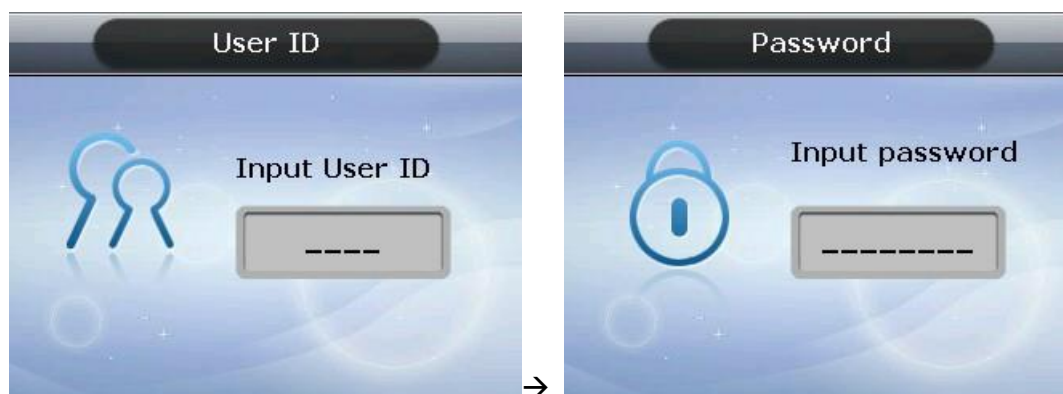 User ID
Input User ID
----
→
Password
Input password
--------